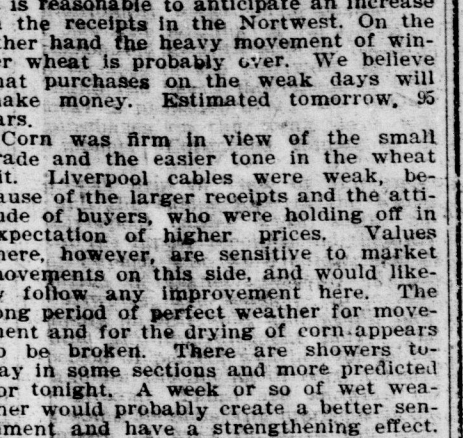 is reasonable to anticipate an increase
the receipts in the Nortwest. On the
ther hand the heavy movement of win-
er wheat is probably over. We believe
hat purchases on the weak days will
ake money. Estimated tomorrow, 95
ars.
Corn was firm in view of the small
rade and the easier tone in the wheat
it. Liverpool cables were weak, be-
ause of the larger receipts and the atti-
ude of buyers, who were holding off in
xpectation of higher prices. Values
here, however, are sensitive to market
ovements on this side, and would like-
y follow any improvement here. The
ong period of perfect weather for move-
ment and for the drying of corn appears
o be broken. There are showers to-
ay in some sections and more predicted
or tonight. A week or so of wet wea-
her would probably create a better sen-
iment and have a strengthening effect.